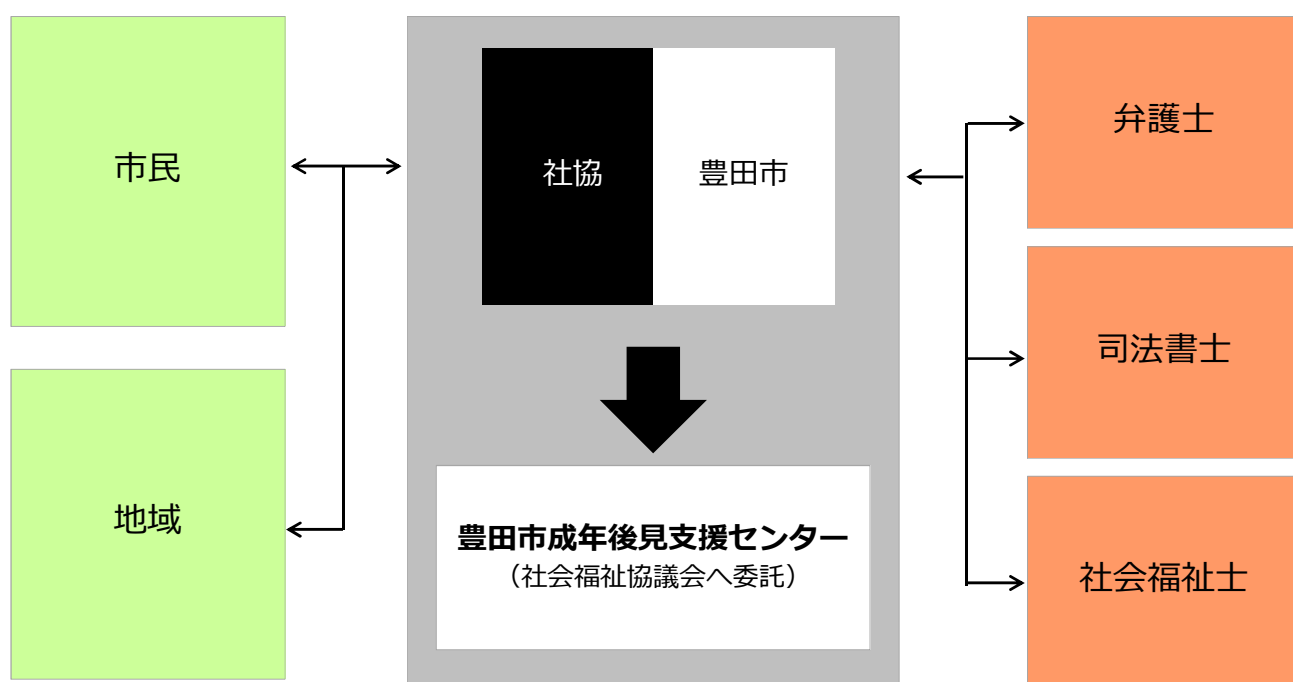 市民
地域
社協
豊田市
豊田市成年後見支援センター
（社会福祉協議会へ委託）
弁護士
司法書士
社会福祉士